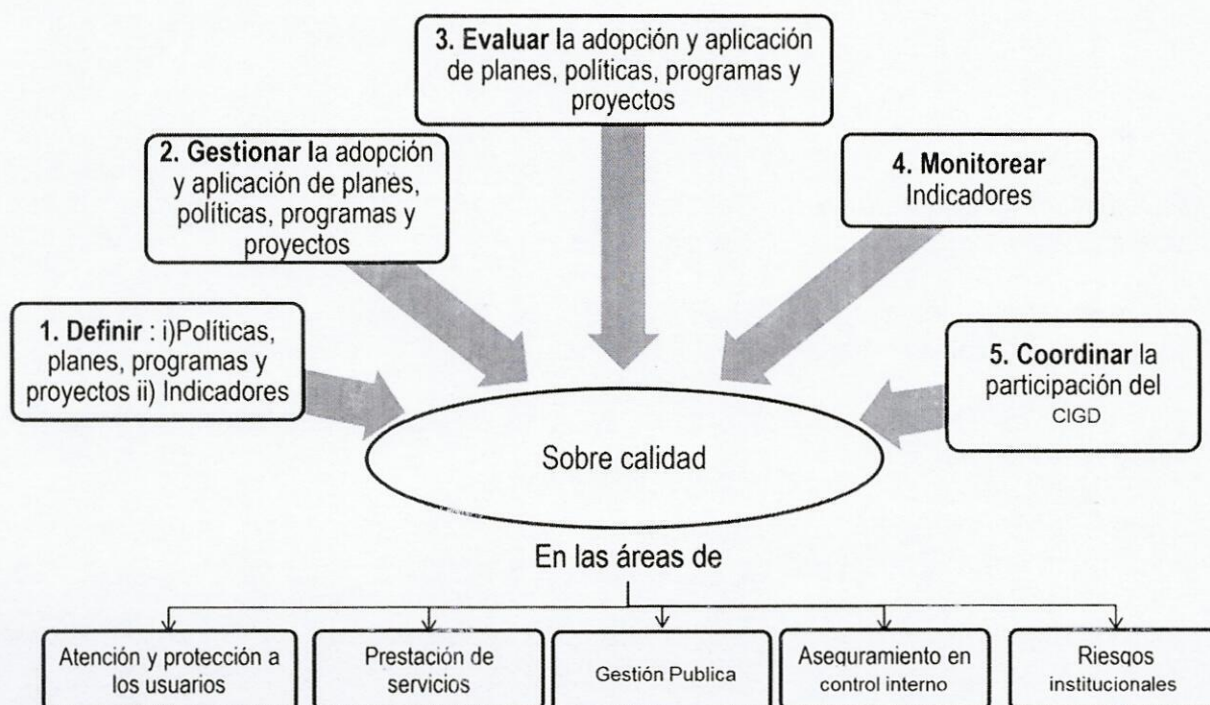 3. Evaluar la adopción y aplicación
de planes, políticas, programas y
proyectos
2. Gestionar la adopción
y aplicación de planes,
políticas, programas y
proyectos
4. Monitorear
Indicadores
1. Definir : i)Políticas,
planes, programas y
proyectos ii) Indicadores
5. Coordinar la
participación del
CIGD
Sobre calidad
En las áreas de
Atención y protección a
los usuarios
Prestación de
servicios
Gestión Publica
Aseguramiento en
control interno
Riesgos
institucionales